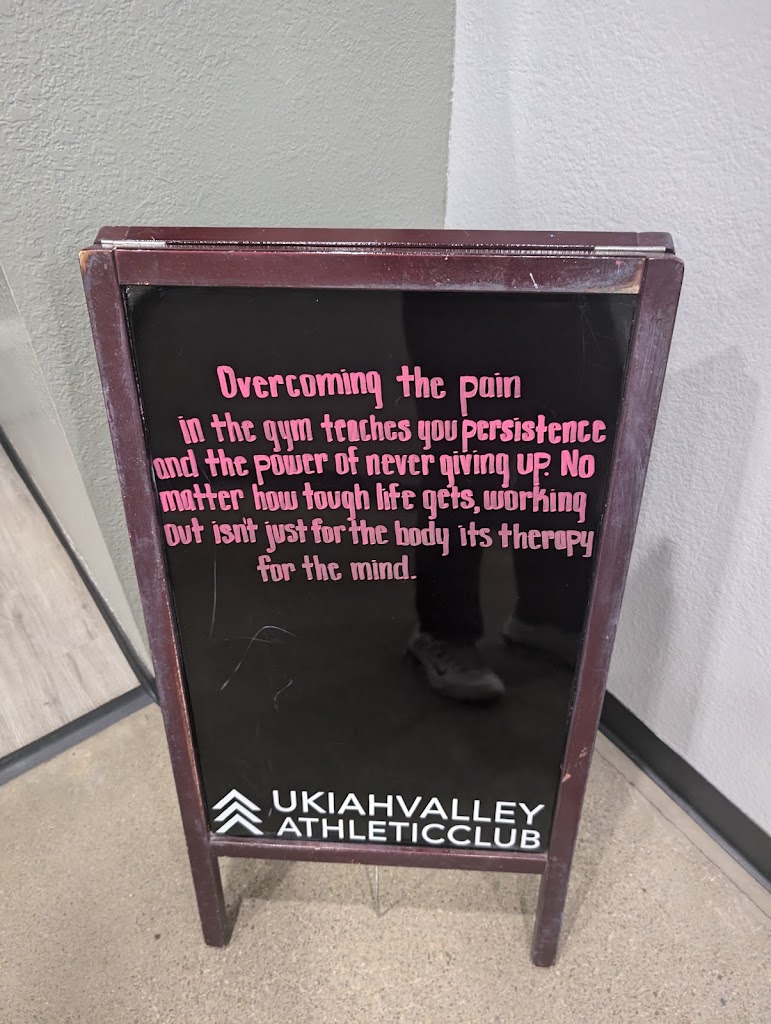 Overcoming the pain
in the gym teaches you persistence
and the power of never giving up. No
matter how tough life gets, working
out isn't just for the body its therapy
for the mind.
UKIAHVALLEY
ATHLETICCLUB